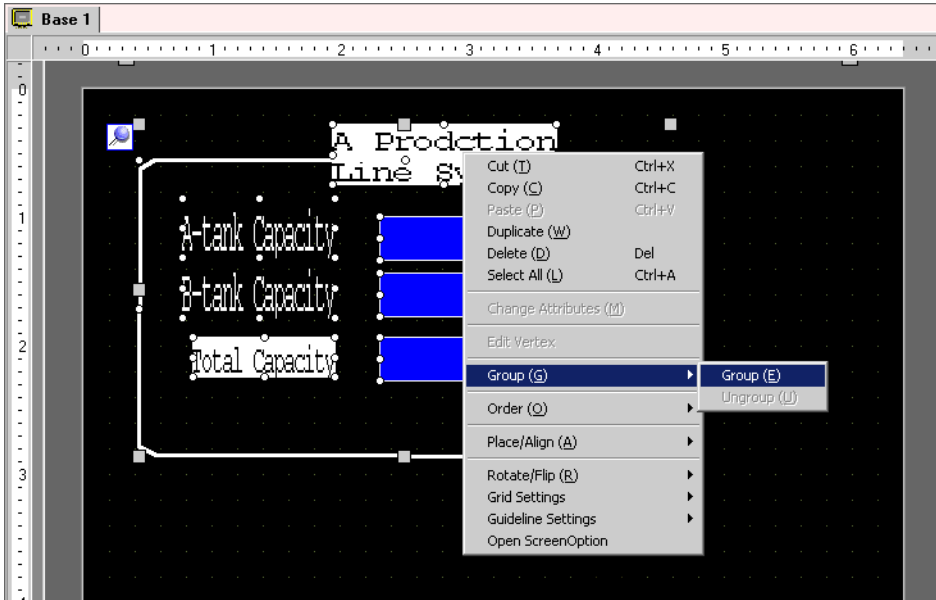 Base 1
0 1 2 3 4 5 6
0
1
2
3
A Prodction
Line Sy
A-tank Capacity
B-tank Capacity
Total Capacity
Cut (T) Ctrl+X
Copy (C) Ctrl+C
Paste (P) Ctrl+V
Duplicate (W)
Delete (D) Del
Select All (L) Ctrl+A
Change Attributes (M)
Edit Vertex
Group (G)
Group (E)
Ungroup (U)
Order (O)
Place/Align (A)
Rotate/Flip (R)
Grid Settings
Guideline Settings
Open ScreenOption